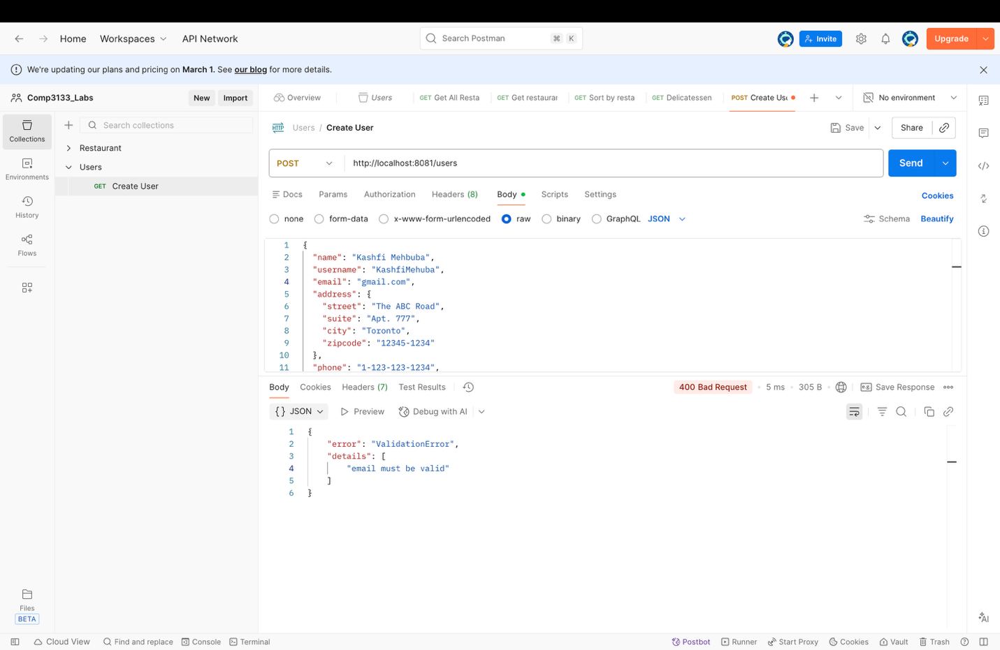 Home
Workspaces
API Network
Search Postman
⌘ K
Invite
Upgrade
We're updating our plans and pricing on March 1. See our blog for more details.
Comp3133_Labs
New
Import
Overview
Users
GET Get All Resta
GET Get restaurar
GET Sort by resta
GET Delicatessen
POST Create Use
No environment
Collections
Environments
History
Flows
Files
BETA
Search collections
Restaurant
Users
GET Create User
HTTP
Users / Create User
Save
Share
POST
http://localhost:8081/users
Send
Docs
Params
Authorization
Headers (8)
Body
Scripts
Settings
Cookies
none
form-data
x-www-form-urlencoded
raw
binary
GraphQL
JSON
Schema
Beautify
1 {
2 "name": "Kashfi Mehbuba",
3 "username": "KashfiMehuba",
4 "email": "gmail.com",
5 "address": {
6 "street": "The ABC Road",
7 "suite": "Apt. 777",
8 "city": "Toronto",
9 "zipcode": "12345-1234"
10 },
11 "phone": "1-123-123-1234",
Body
Cookies
Headers (7)
Test Results
400 Bad Request
5 ms
305 B
e.g.
Save Response
{} JSON
Preview
Debug with AI
1 {
2 "error": "ValidationError",
3 "details": [
4 "email must be valid"
5 ]
6 }
AI
Cloud View
Find and replace
Console
Terminal
Postbot
Runner
Start Proxy
Cookies
Vault
Trash